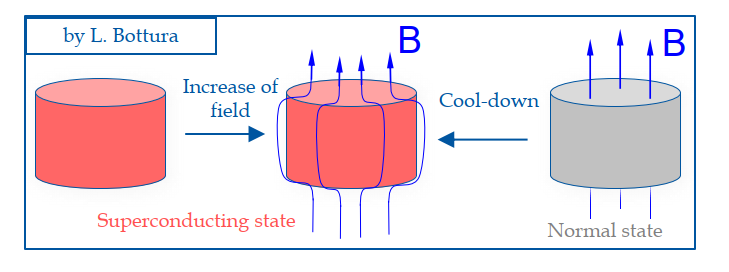 by L. Bottura
B
B
Increase of
field
Cool-down
Superconducting state
Normal state